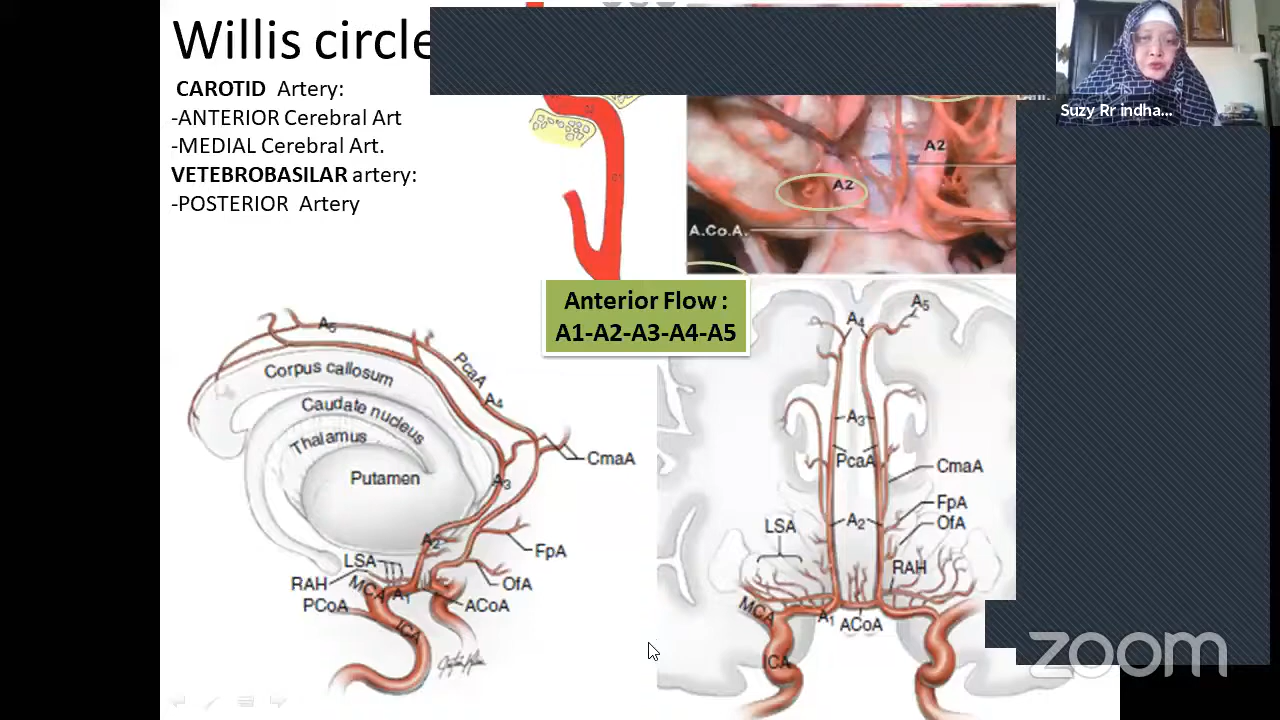 Willis circle
CAROTID Artery:
-ANTERIOR Cerebral Art
-MEDIAL Cerebral Art.
VETEBROBASILAR artery:
-POSTERIOR Artery
Suzy Rr indha...
A2
A2
A.Co.A.
Anterior Flow :
A1-A2-A3-A4-A5
A5
Corpus callosum
PcaA
A4
Caudate nucleus
Thalamus
CmaA
Putamen
A3
A2
FpA
LSA
RAH
MCA
A1
OfA
PCoA
ACoA
ICA
A4
A5
A3
PcaA
CmaA
FpA
LSA
A2
OfA
RAH
MCA
A1
ACoA
ICA
zoom